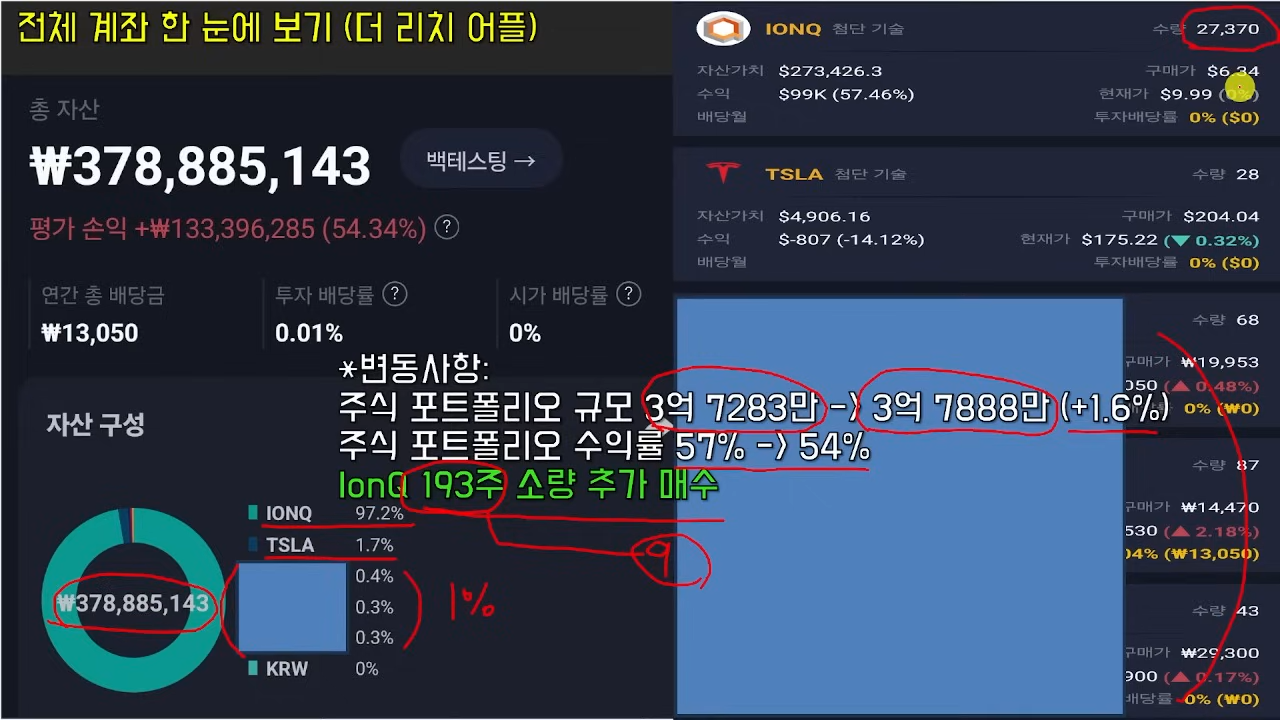 전체 계좌 한 눈에 보기 (더 리치 어플)
총 자산
₩378,885,143
백테스팅 →
평가 손익 +₩133,396,285 (54.34%) ?
연간 총 배당금
₩13,050
투자 배당률 ?
0.01%
시가 배당률 ?
0%
*변동사항:
주식 포트폴리오 규모 3억 7283만 -> 3억 7888만 (+1.6%)
주식 포트폴리오 수익률 57% -> 54%
IonQ 193주 소량 추가 매수
9
자산 구성
₩378,885,143
IONQ 97.2%
TSLA 1.7%
0.4%
0.3%
0.3%
KRW 0%
1%
IONQ 첨단 기술 수량 27,370
자산가치 $273,426.3 구매가 $6.34
수익 $99K (57.46%) 현재가 $9.99 (0%)
배당월 투자배당률 0% ($0)
TSLA 첨단 기술 수량 28
자산가치 $4,906.16 구매가 $204.04
수익 $-807 (-14.12%) 현재가 $175.22 (▼ 0.32%)
배당월 투자배당률 0% ($0)
수량 68
구매가 ₩19,953
050 (▲ 0.48%)
0% (₩0)
수량 87
구매가 ₩14,470
530 (▲ 2.18%)
04% (₩13,050)
수량 43
구매가 ₩29,300
900 (▲ 0.17%)
배당률 0% (₩0)